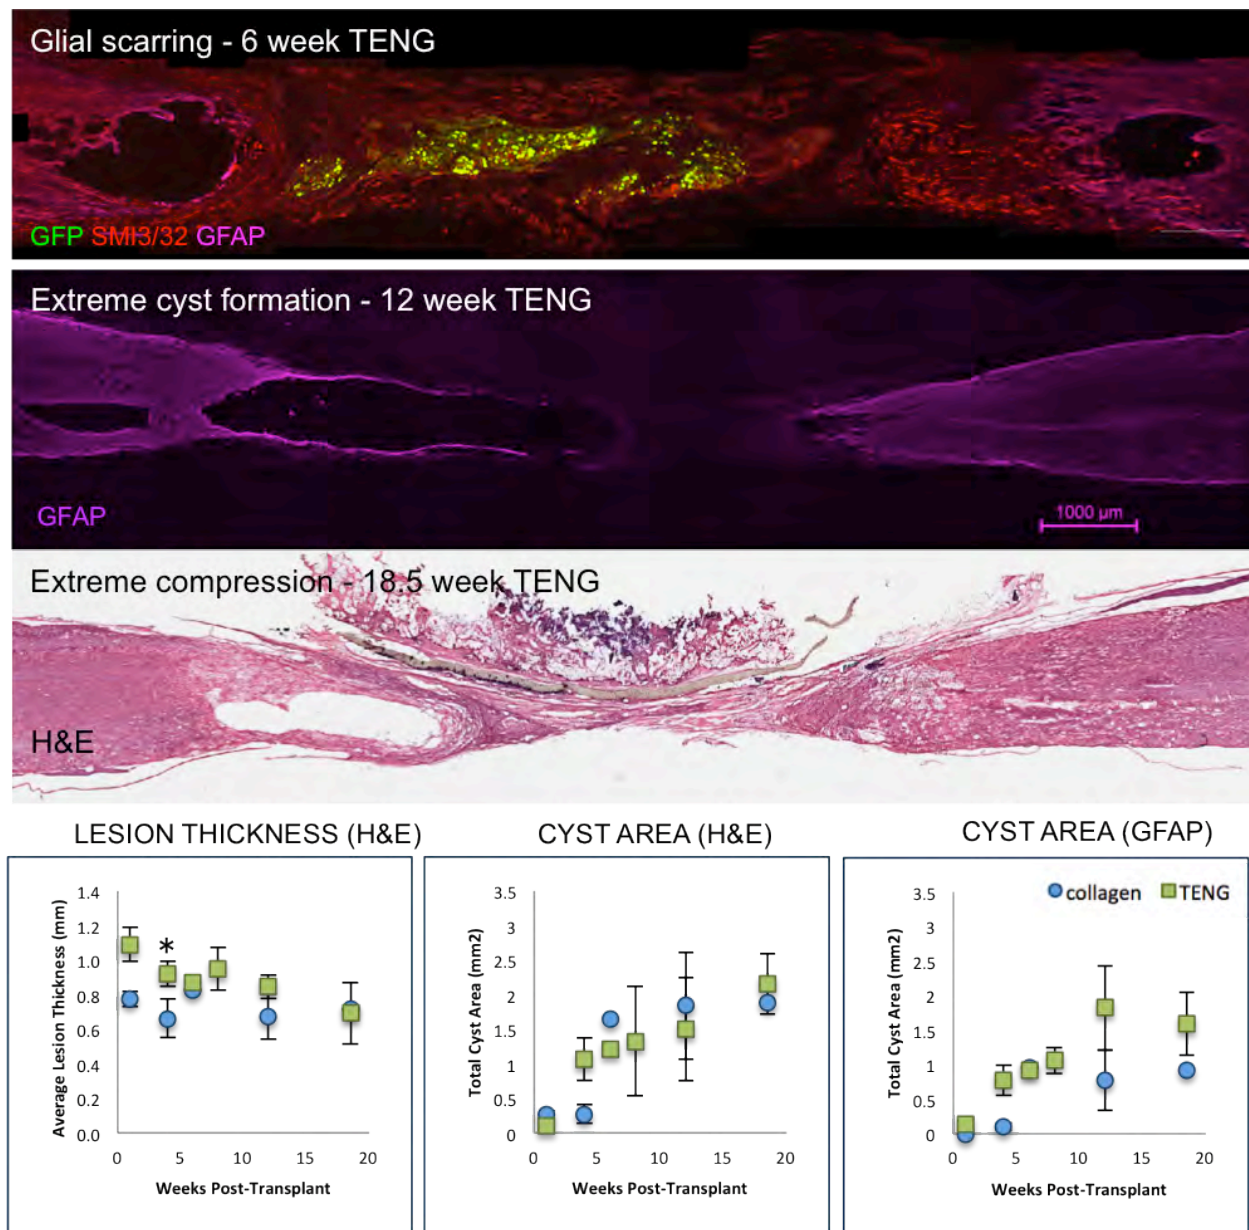 Glial scarring - 6 week TENG
GFP SMI3/32 GFAP
Extreme cyst formation - 12 week TENG
GFAP
1000 µm
Extreme compression - 18.5 week TENG
H&E
LESION THICKNESS (H&E)
Average Lesion Thickness (mm)
1.4
1.2
1.0
0.8
0.6
0.4
0.2
0.0
*
0 5 10 15 20
Weeks Post-Transplant
CYST AREA (H&E)
Total Cyst Area (mm2)
3.5
3
2.5
2
1.5
1
0.5
0
0 5 10 15 20
Weeks Post-Transplant
CYST AREA (GFAP)
collagen TENG
Total Cyst Area (mm2)
3.5
3
2.5
2
1.5
1
0.5
0
0 5 10 15 20
Weeks Post-Transplant